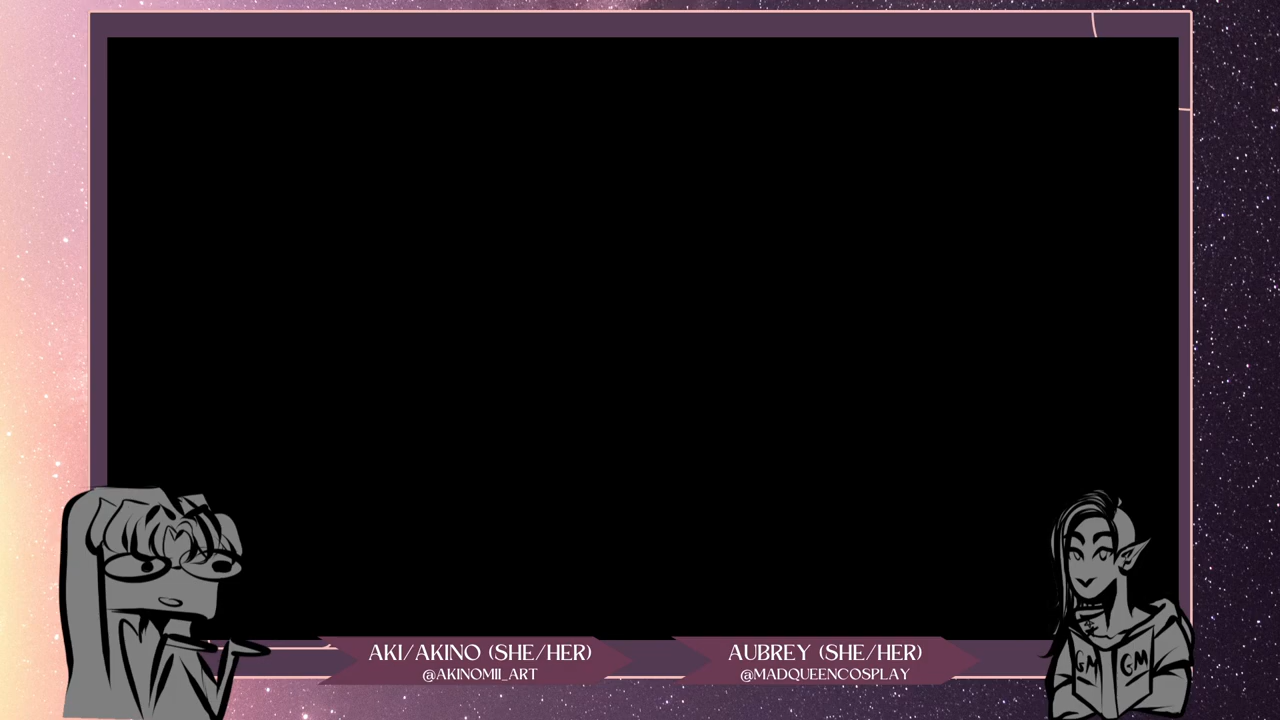 AKI/AKINO (SHE/HER)
@AKINOMII_ART
AUBREY (SHE/HER)
@MADQUEENCOSPLAY
GM GM